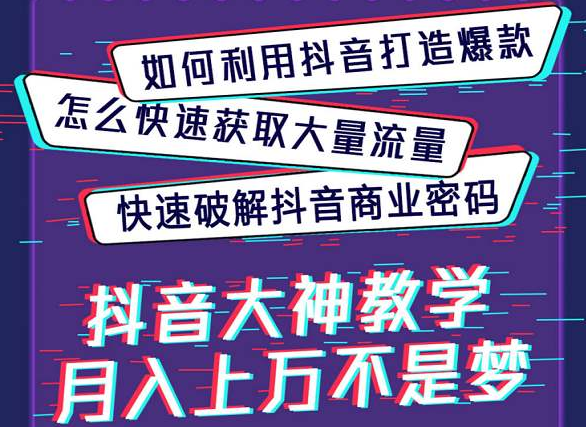 如何利用抖音打造爆款
怎么快速获取大量流量
快速破解抖音商业密码
抖音大神教学
月入上万不是梦